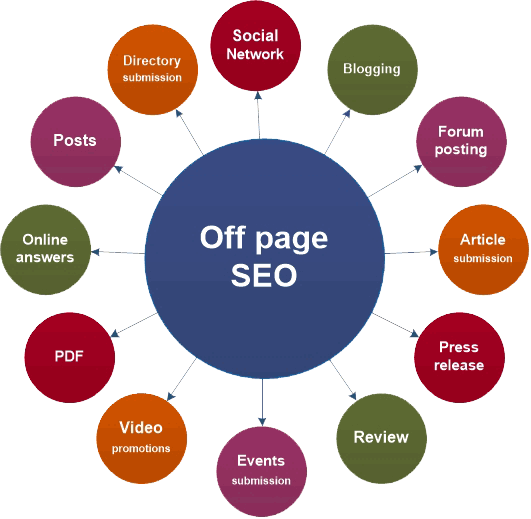 Social
Network
Blogging
Forum
posting
Article
submission
Press
release
Review
Events
submission
Video
promotions
PDF
Online
answers
Posts
Directory
submission
Off page
SEO